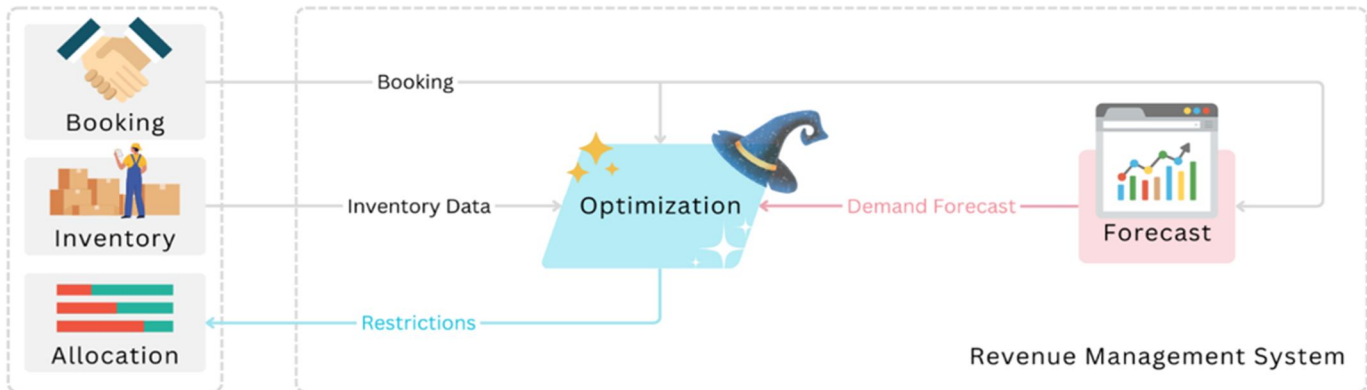 Booking
Booking
Inventory
Inventory Data
Optimization
Demand Forecast
Forecast
Allocation
Restrictions
Revenue Management System